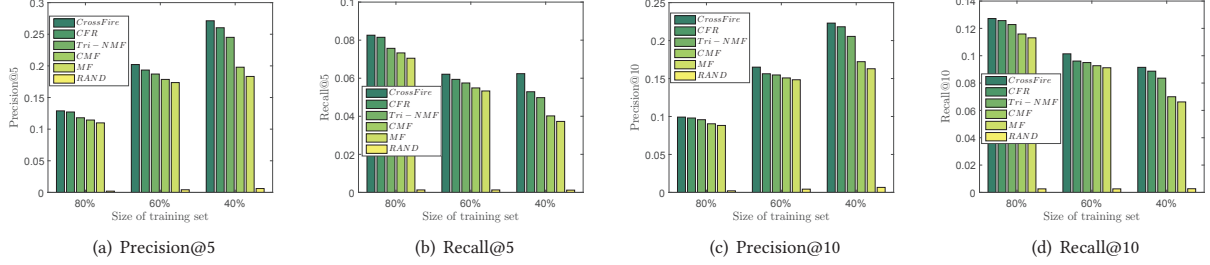 0.3
0.25
0.2
0.15
0.1
0.05
0
Precision@5
CrossFire
CFR
Tri-NMF
CMF
MF
RAND
80%
60%
40%
Size of training set
(a) Precision@5
0.1
0.08
0.06
0.04
0.02
0
Recall@5
CrossFire
CFR
Tri-NMF
CMF
MF
RAND
80%
60%
40%
Size of training set
(b) Recall@5
0.25
0.2
0.15
0.1
0.05
0
Precision@10
CrossFire
CFR
Tri-NMF
CMF
MF
RAND
80%
60%
40%
Size of training set
(c) Precision@10
0.14
0.12
0.10
0.08
0.06
0.04
0.02
0
Recall@10
CrossFire
CFR
Tri-NMF
CMF
MF
RAND
80%
60%
40%
Size of training set
(d) Recall@10